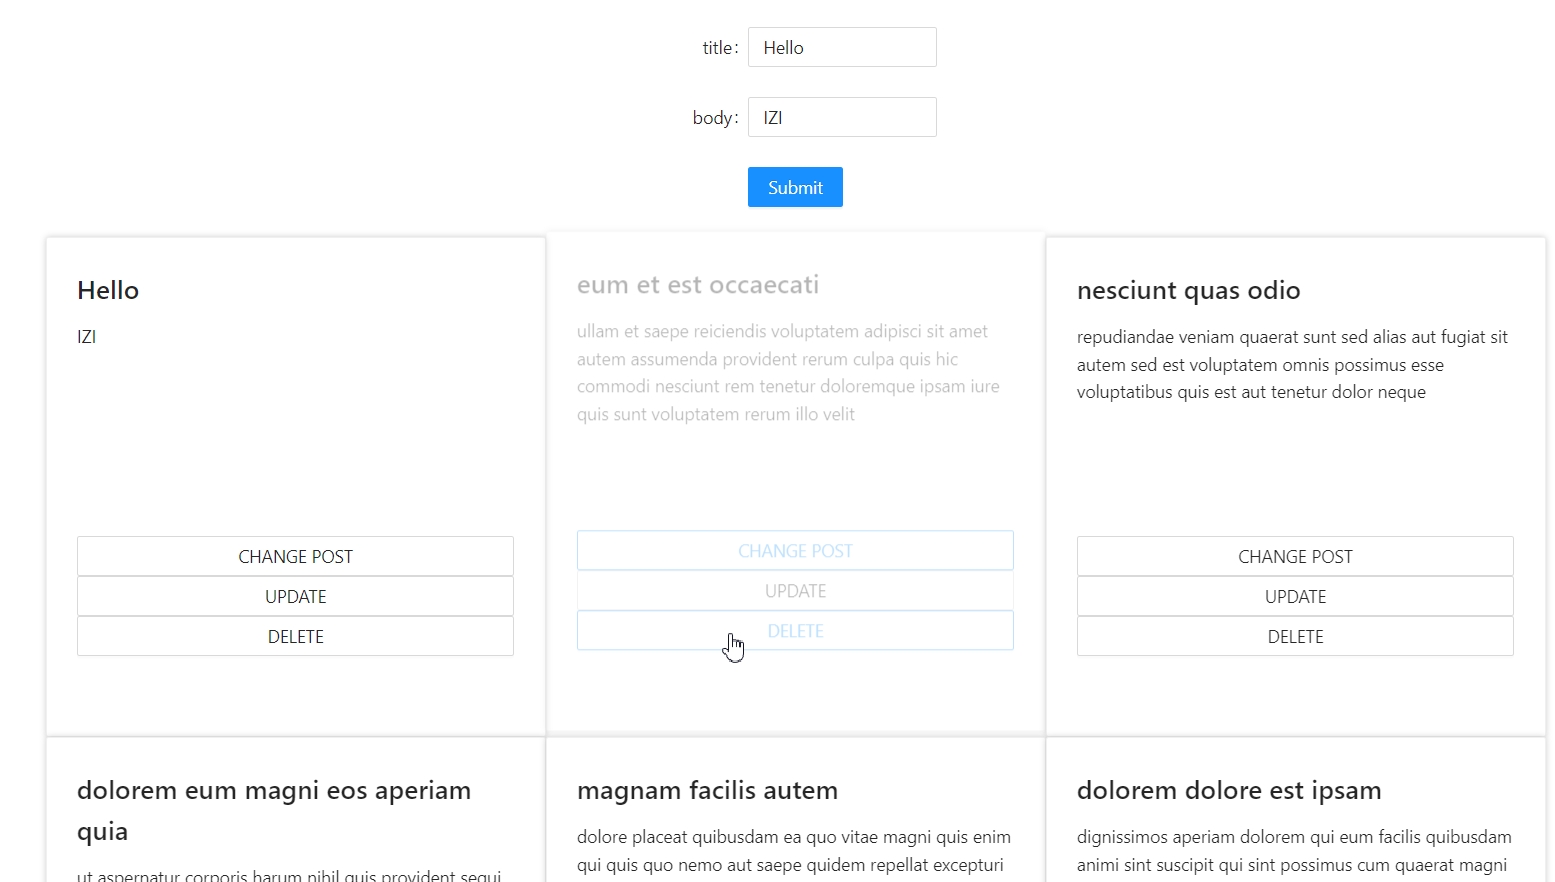 title:
Hello
body:
IZI
Submit
Hello
IZI
CHANGE POST
UPDATE
DELETE
eum et est occaecati
ullam et saepe reiciendis voluptatem adipisci sit amet
autem assumenda provident rerum culpa quis hic
commodi nesciunt rem tenetur doloremque ipsam iure
quis sunt voluptatem rerum illo velit
CHANGE POST
UPDATE
DELETE
nesciunt quas odio
repudiandae veniam quaerat sunt sed alias aut fugiat sit
autem sed est voluptatem omnis possimus esse
voluptatibus quis est aut tenetur dolor neque
CHANGE POST
UPDATE
DELETE
dolorem eum magni eos aperiam
quia
ut aspernatur corporis harum nihil quis provident sequi
magnam facilis autem
dolore placeat quibusdam ea quo vitae magni quis enim
qui quis quo nemo aut saepe quidem repellat excepturi
dolorem dolore est ipsam
dignissimos aperiam dolorem qui eum facilis quibusdam
animi sint suscipit qui sint possimus cum quaerat magni